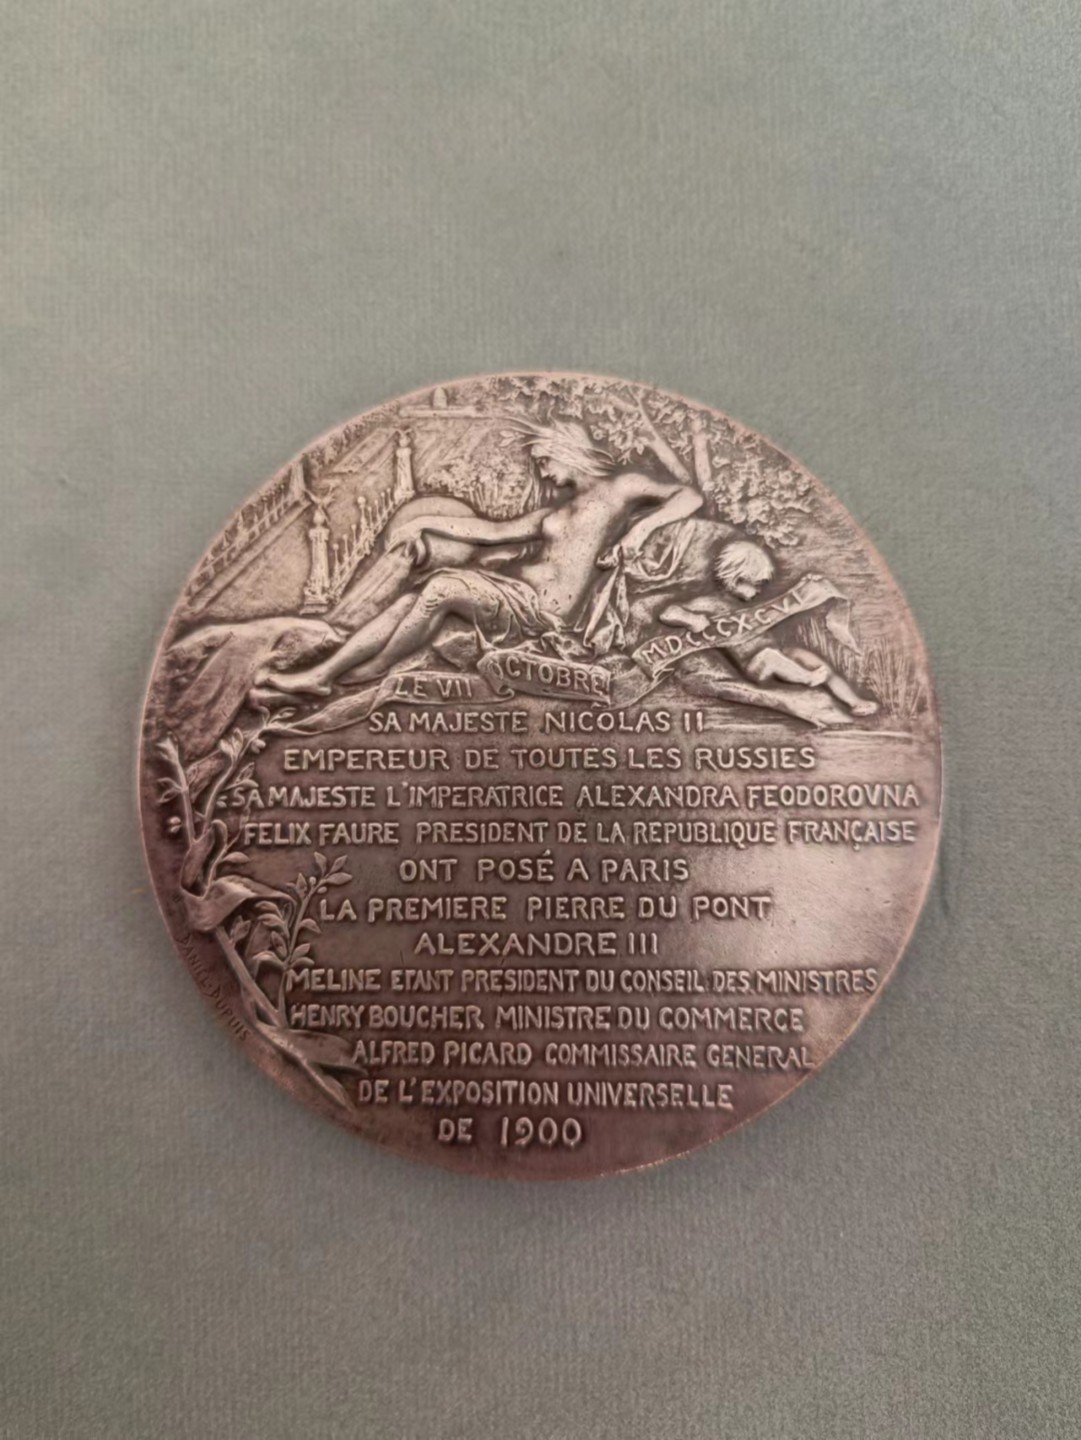 LE VII OCTOBRE MDCCCXCVI
SA MAJESTE NICOLAS II
EMPEREUR DE TOUTES LES RUSSIES
SA MAJESTE L'IMPERATRICE ALEXANDRA FEODOROVNA
FELIX FAURE PRESIDENT DE LA REPUBLIQUE FRANÇAISE
ONT POSÉ A PARIS
LA PREMIERE PIERRE DU PONT
ALEXANDRE III
MELINE ETANT PRESIDENT DU CONSEIL DES MINISTRES
HENRY BOUCHER MINISTRE DU COMMERCE
ALFRED PICARD COMMISSAIRE GENERAL
DE L'EXPOSITION UNIVERSELLE
DE 1900
DANIEL·DUPUIS